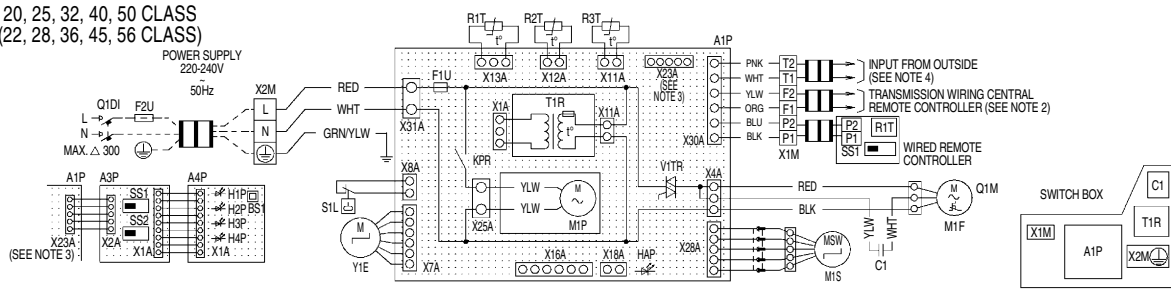 20, 25, 32, 40, 50 CLASS
(22, 28, 36, 45, 56 CLASS)
POWER SUPPLY
220-240V
~
50Hz
Q1DI
F2U
L
N
MAX. △ 300
X2M
L
N
RED
WHT
GRN/YLW
R1T
t°
R2T
t°
R3T
t°
X13A
X12A
X11A
X23A
(SEE
NOTE 3)
A1P
X31A
F1U
X1A
T1R
X11A
t°
KPR
X25A
YLW
YLW
M
~
M1P
V1TR
X30A
PNK
WHT
YLW
ORG
BLU
BLK
T2
T1
F2
F1
P2
P1
X1M
INPUT FROM OUTSIDE
(SEE NOTE 4)
TRANSMISSION WIRING CENTRAL
REMOTE CONTROLLER (SEE NOTE 2)
P2
P1
R1T
SS1
WIRED REMOTE
CONTROLLER
X8A
S1L
M
Y1E
X7A
X16A
X18A
HAP
X4A
RED
BLK
YLW
WHT
C1
M
~
Q1M
M1F
X28A
MSW
M1S
A1P
X23A
(SEE NOTE 3)
A3P
X2A
SS1
SS2
X1A
A4P
H1P
H2P
H3P
H4P
BS1
X1A
SWITCH BOX
C1
T1R
X1M
A1P
X2M